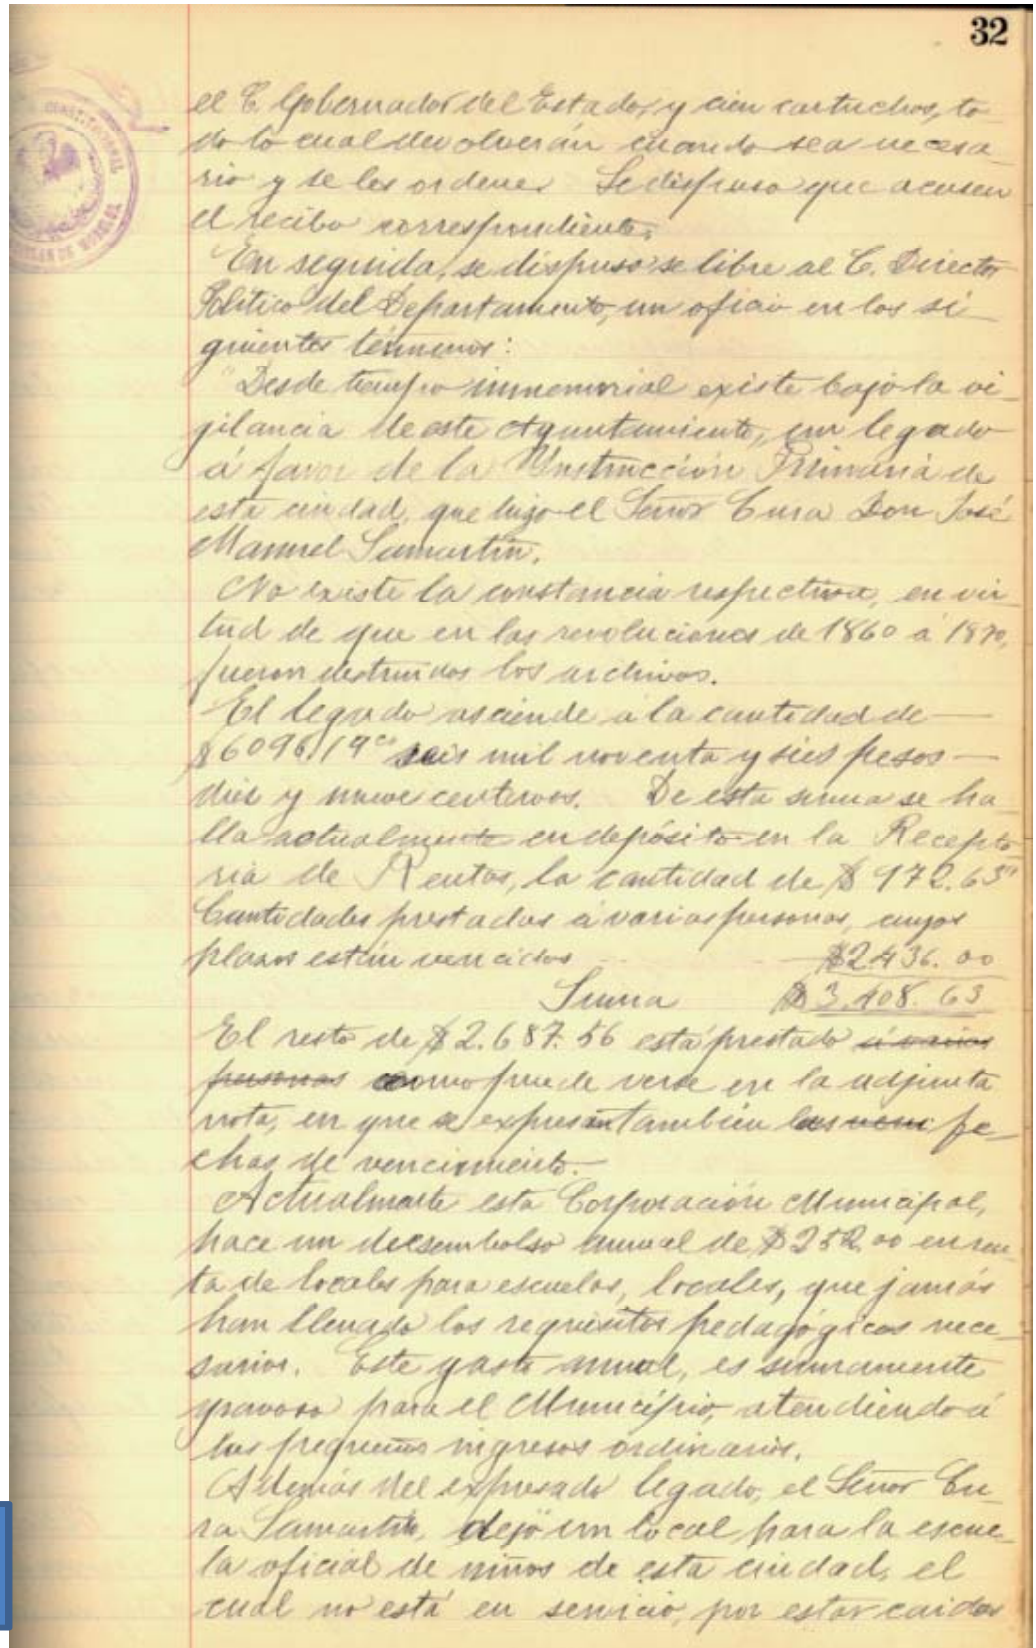 32
el C. Gobernador del Estado, y cien cartuchos, to
do lo cual devolverán cuando sea necesa
rio y se les ordene. Se dispuso que acusen
el recibo correspondiente.
En seguida, se dispuso se libre al C. Director
Político del Departamento, un oficio en los si
guientes términos:
"Desde tiempo inmemorial existe bajo la vi
gilancia de este Ayuntamiento, un legado
á favor de la Instrucción Primaria de
esta ciudad, que hizo el Señor Cura Don José
Manuel Samartín.
No existe la constancia respectiva, en vir
tud de que en las revoluciones de 1860 á 1870,
fueron destruidos los archivos.
El legado asciende á la cantidad de
$6096.19cs seis mil noventa y seis pesos
diez y nueve centavos. De esta suma se ha
lla actualmente en depósito en la Recepto
ría de Rentas, la cantidad de $972.63
Cantidades prestadas á varias personas, cuyos
plazos están vencidos $2.436.00
Suma $3.408.63
El resto de $2.687.56 está prestado á varias
personas como puede verse en la adjunta
nota, en que se expresan también las fe
chas de vencimiento.
Actualmente esta Corporación Municipal,
hace un desembolso anual de $252.00 en ren
ta de locales para escuelas, locales, que jamás
han llenado los requisitos pedagógicos nece
sarios. Este gasto anual, es sumamente
gravoso para el Municipio, atendiendo á
los pequeños ingresos ordinarios.
Además del expresado legado, el Señor Cu
ra Samartín, dejó un local para la escue
la oficial de niños de esta ciudad, el
cual no está en servicio, por estar caidos